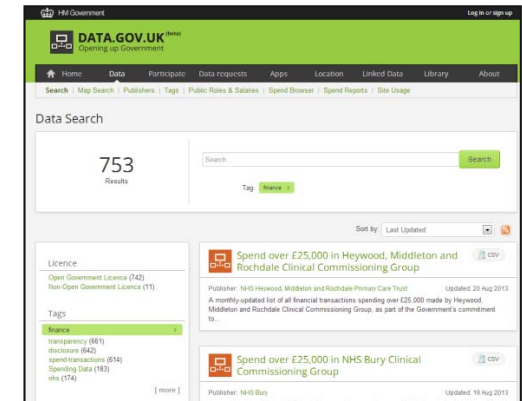 HM Government
Log in or sign up
DATA.GOV.UK (beta)
Opening up Government
Home Data Participate Data requests Apps Location Linked Data Library About
Search | Map Search | Publishers | Tags | Public Roles & Salaries | Spend Browser | Spend Reports | Site Usage
Data Search
753
Results
Search...
Search
Tag: finance x
Sort by: Last Updated
Licence
Open Government Licence (742)
Non-Open Government Licence (11)
Tags
finance x
transparency (661)
disclosure (642)
spend-transactions (614)
Spending Data (183)
nhs (174)
[ more ]
Spend over £25,000 in Heywood, Middleton and
Rochdale Clinical Commissioning Group
CSV
Publisher: NHS Heywood, Middleton and Rochdale Primary Care Trust
Updated: 20 Aug 2013
A monthly-updated list of all financial transactions spending over £25,000 made by Heywood,
Middleton and Rochdale Clinical Commissioning Group, as part of the Government's commitment
to...
Spend over £25,000 in NHS Bury Clinical
Commissioning Group
CSV
Publisher: NHS Bury
Updated: 19 Aug 2013